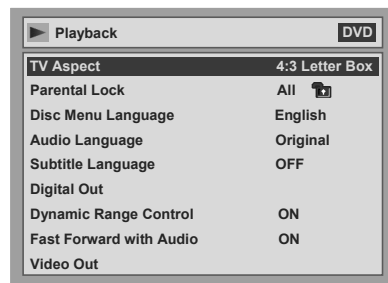 Playback DVD
TV Aspect 4:3 Letter Box
Parental Lock All
Disc Menu Language English
Audio Language Original
Subtitle Language OFF
Digital Out
Dynamic Range Control ON
Fast Forward with Audio ON
Video Out